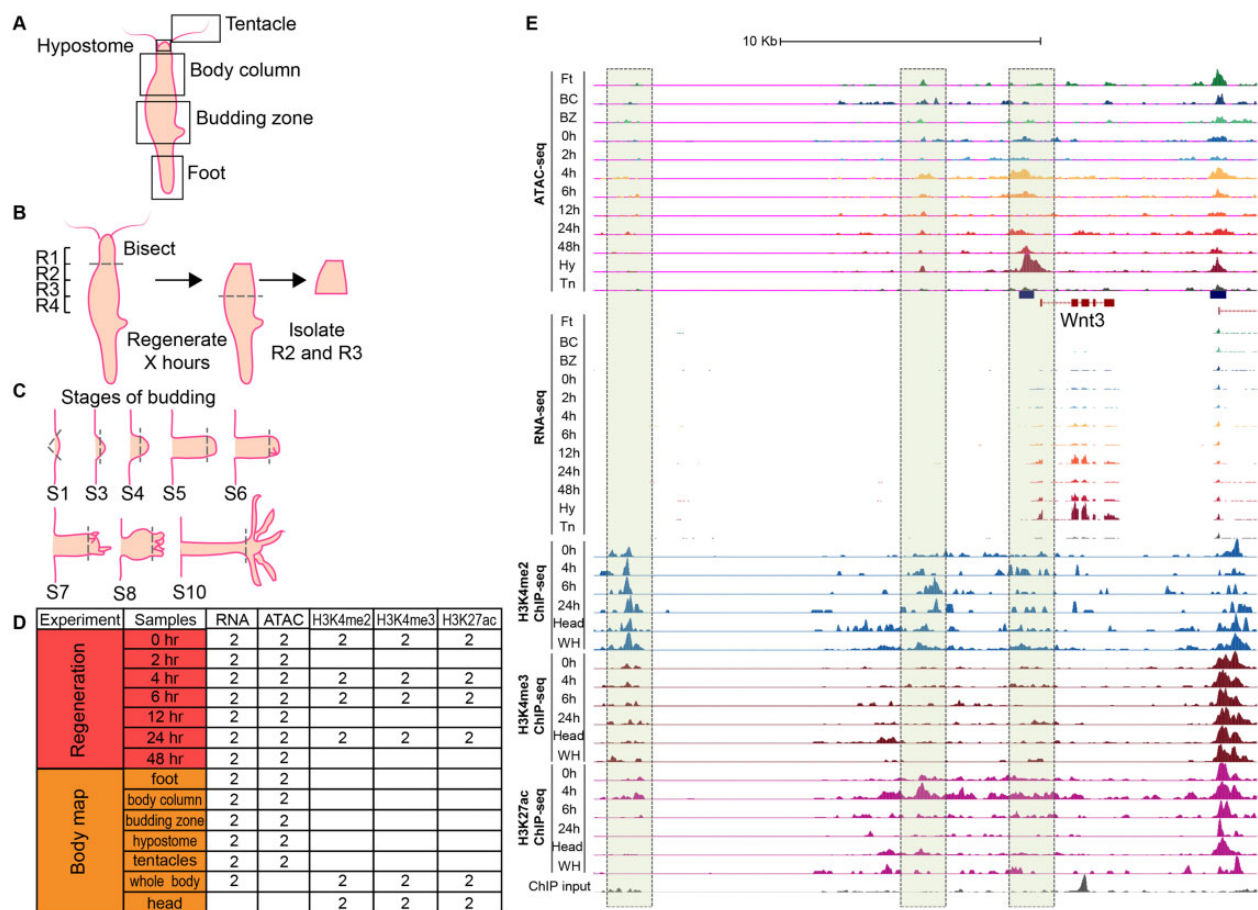 A
Tentacle
Hypostome
Body column
Budding zone
Foot
B
Bisect
R1
R2
R3
R4
Regenerate
X hours
Isolate
R2 and R3
C
Stages of budding
S1 S3 S4 S5 S6
S7 S8 S10
D
Experiment Samples RNA ATAC H3K4me2 H3K4me3 H3K27ac
Regeneration
0 hr 2 2 2 2 2
2 hr 2 2
4 hr 2 2 2 2 2
6 hr 2 2 2 2 2
12 hr 2 2
24 hr 2 2 2 2 2
48 hr 2 2
Body map
foot 2 2
body column 2 2
budding zone 2 2
hypostome 2 2
tentacles 2 2
whole body 2 2 2 2
head 2 2 2
E
10 Kb
ATAC-seq
Ft
BC
BZ
0h
2h
4h
6h
12h
24h
48h
Hy
Tn
Wnt3
RNA-seq
Ft
BC
BZ
0h
2h
4h
6h
12h
24h
48h
Hy
Tn
H3K4me2
ChIP-seq
0h
4h
6h
24h
Head
WH
H3K4me3
ChIP-seq
0h
4h
6h
24h
Head
WH
H3K27ac
ChIP-seq
0h
4h
6h
24h
Head
WH
ChIP input